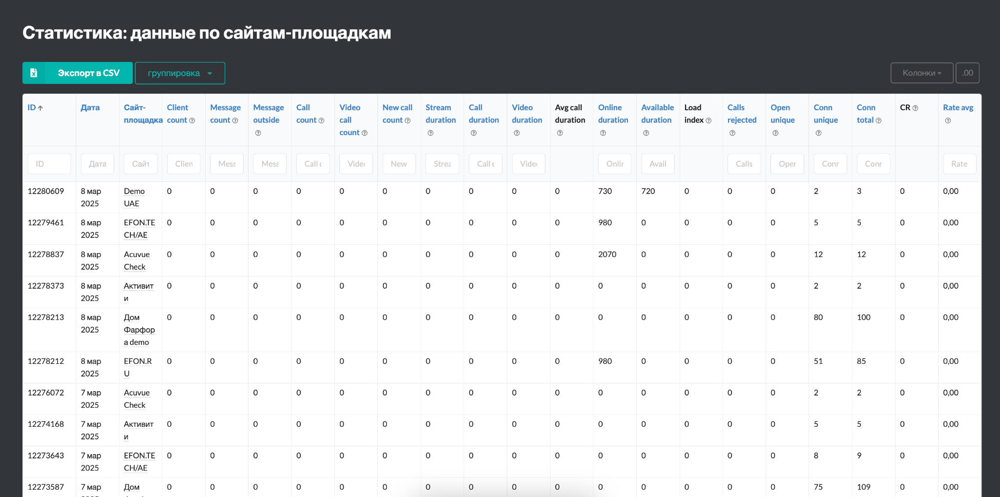 Статистика: данные по сайтам-площадкам
Экспорт в CSV группировка Колонки .00
ID Дата Сайт-площадка Client count Message count Message outside Call count Video call count New call count Stream duration Call duration Video duration Avg call duration Online duration Available duration Load index Calls rejected Open unique Conn unique Conn total CR Rate avg
ID Дата Сайт Clien Mess Mess Call c Vide New Strea Call c Vide Onlir Avail Calls Oper Conr Conr Rate
12280609 8 мар 2025 Demo UAE 0 0 0 0 0 0 0 0 0 0 730 720 0 0 0 2 3 0 0,00
12279461 8 мар 2025 EFON.TECH/AE 0 0 0 0 0 0 0 0 0 0 980 0 0 0 0 5 5 0 0,00
12278837 8 мар 2025 Acuvue Check 0 0 0 0 0 0 0 0 0 0 2070 0 0 0 0 12 12 0 0,00
12278373 8 мар 2025 Активити 0 0 0 0 0 0 0 0 0 0 0 0 0 0 0 2 2 0 0,00
12278213 8 мар 2025 Дом Фарфора demo 0 0 0 0 0 0 0 0 0 0 0 0 0 0 0 80 100 0 0,00
12278212 8 мар 2025 EFON.RU 0 0 0 0 0 0 0 0 0 0 980 0 0 0 0 51 85 0 0,00
12276072 7 мар 2025 Acuvue Check 0 0 0 0 0 0 0 0 0 0 0 0 0 0 0 2 2 0 0,00
12274168 7 мар 2025 Активити 0 0 0 0 0 0 0 0 0 0 0 0 0 0 0 5 5 0 0,00
12273643 7 мар 2025 EFON.TECH/AE 0 0 0 0 0 0 0 0 0 0 0 0 0 0 0 8 9 0 0,00
12273587 7 мар Дом 0 0 0 0 0 0 0 0 0 0 0 0 0 0 0 75 109 0 0,00